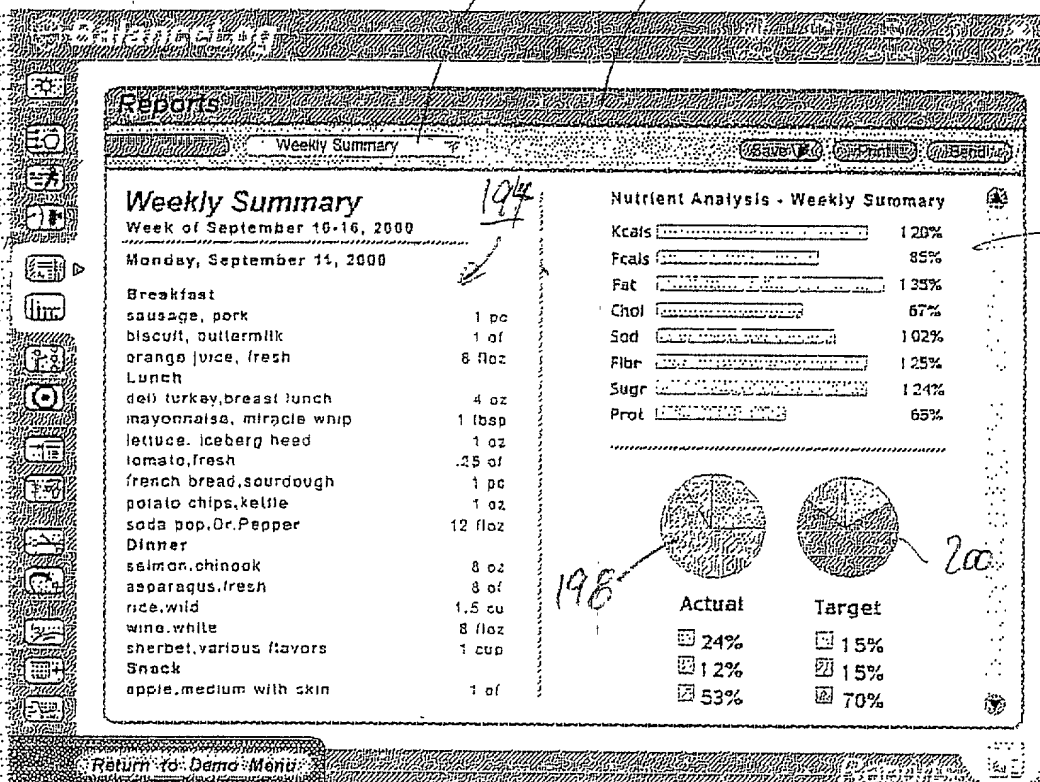 BalanceLog
Reports
Weekly Summary
Save
Print
Send
Weekly Summary
Week of September 10-16, 2000
194
Monday, September 11, 2000
Breakfast
sausage, pork 1 pc
biscuit, buttermilk 1 of
orange juice, fresh 8 floz
Lunch
deli turkey,breast lunch 4 oz
mayonnaise, miracle whip 1 tbsp
lettuce. iceberg head 1 oz
tomato,fresh .25 of
french bread,sourdough 1 pc
potato chips,kettle 1 oz
soda pop,Dr.Pepper 12 floz
Dinner
salmon,chinook 8 oz
asparagus,fresh 8 of
rice,wild 1.5 cu
wine,white 8 floz
sherbet,various flavors 1 cup
Snack
apple,medium with skin 1 of
Nutrient Analysis - Weekly Summary
Kcals 120%
Fcals 85%
Fat 135%
Chol 67%
Sod 102%
Fibr 125%
Sugr 124%
Prot 65%
198
200
Actual Target
24% 15%
12% 15%
53% 70%
Return to Demo Menu